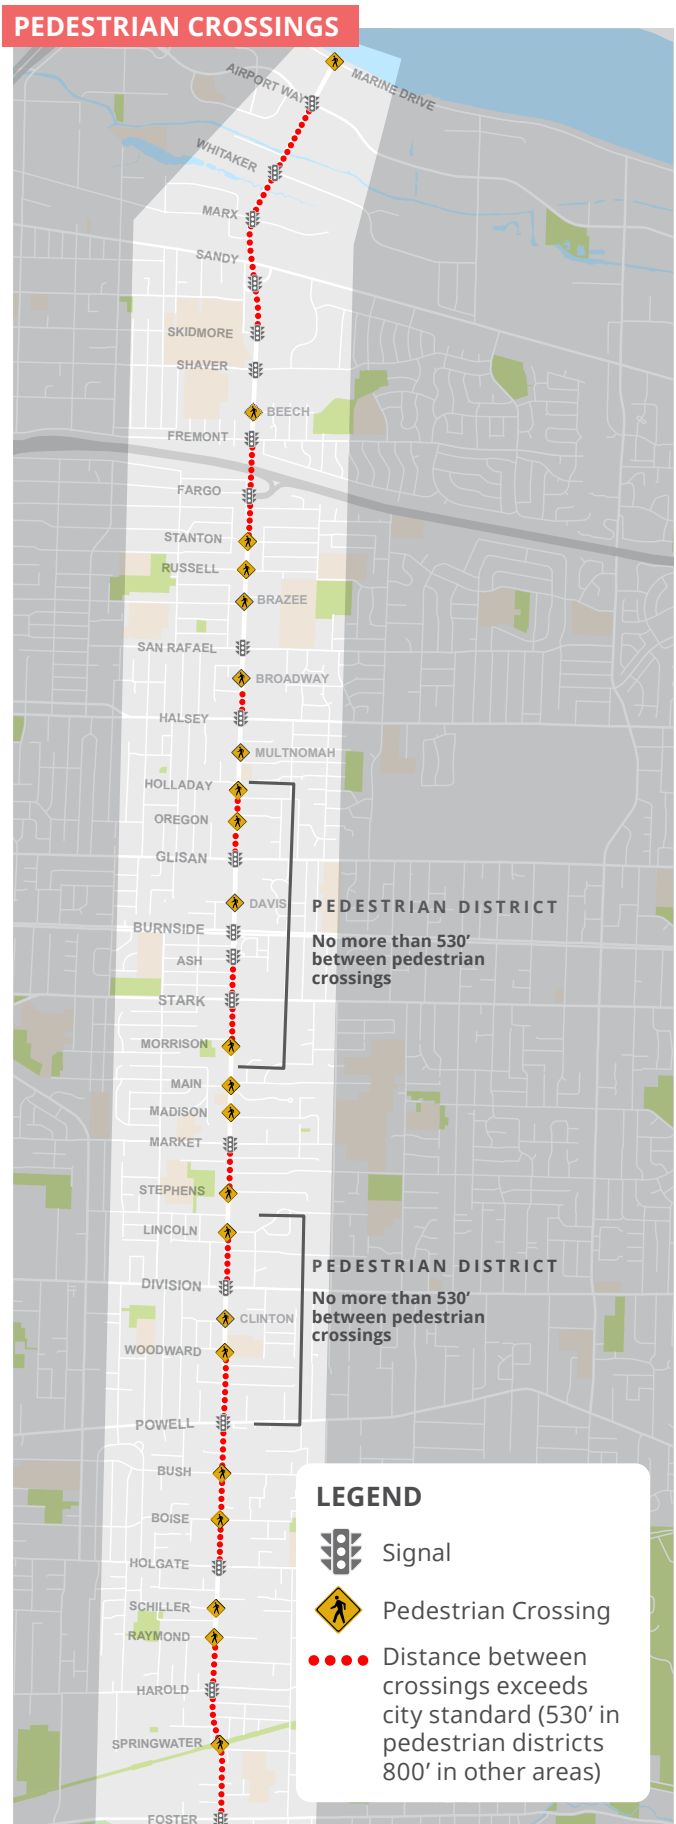 PEDESTRIAN CROSSINGS
MARINE DRIVE
AIRPORT WAY
WHITAKER
MARX
SANDY
SKIDMORE
SHAVER
BEECH
FREMONT
FARGO
STANTON
RUSSELL
BRAZEE
SAN RAFAEL
BROADWAY
HALSEY
MULTNOMAH
HOLLADAY
OREGON
GLISAN
DAVIS
PEDESTRIAN DISTRICT
No more than 530’
between pedestrian
crossings
BURNSIDE
ASH
STARK
MORRISON
MAIN
MADISON
MARKET
STEPHENS
LINCOLN
PEDESTRIAN DISTRICT
No more than 530’
between pedestrian
crossings
DIVISION
CLINTON
WOODWARD
POWELL
BUSH
BOISE
HOLGATE
SCHILLER
RAYMOND
HAROLD
SPRINGWATER
FOSTER
LEGEND
Signal
Pedestrian Crossing
Distance between
crossings exceeds
city standard (530’ in
pedestrian districts
800’ in other areas)